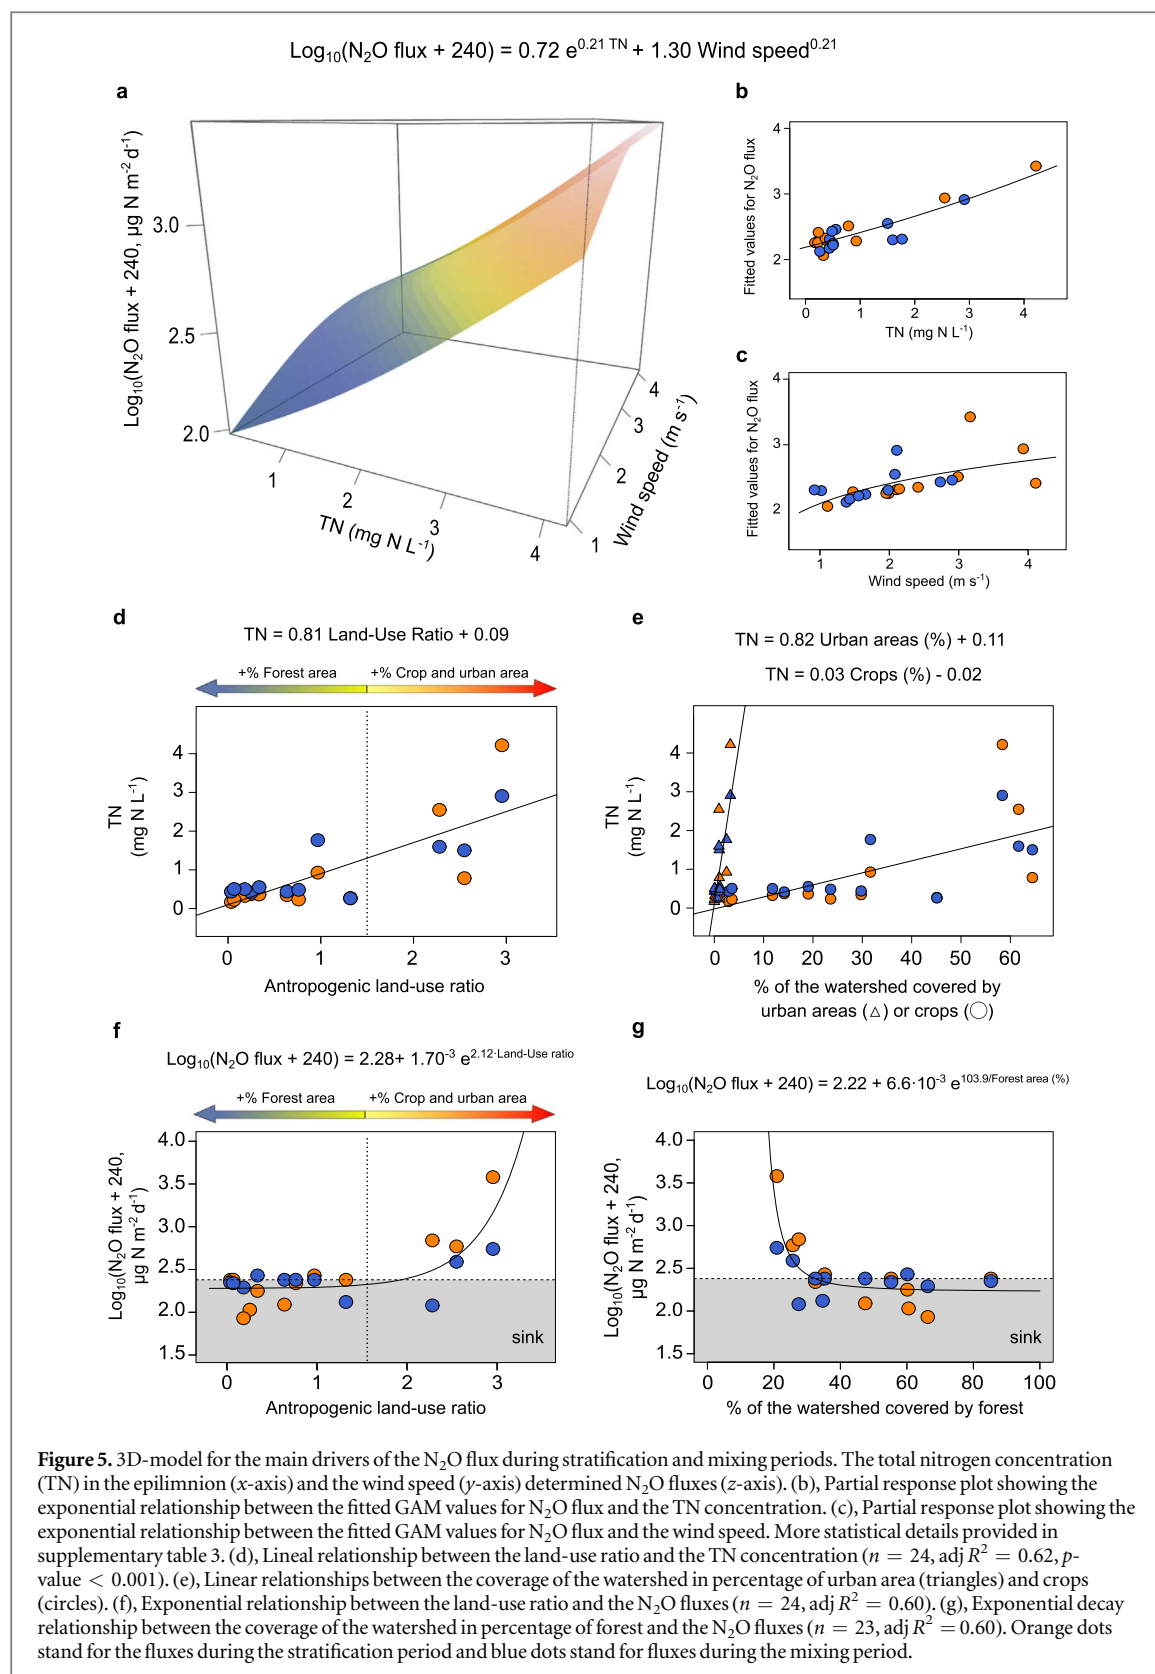 Log₁₀(N₂O flux + 240) = 0.72 e^0.21 TN + 1.30 Wind speed^0.21
a
Log₁₀(N₂O flux + 240, µg N m⁻² d⁻¹)
3.0
2.5
2.0
1
2
3
4
TN (mg N L⁻¹)
1
2
3
4
Wind speed (m s⁻¹)
b
Fitted values for N₂O flux
4
3
2
0 1 2 3 4
TN (mg N L⁻¹)
c
Fitted values for N₂O flux
4
3
2
1 2 3 4
Wind speed (m s⁻¹)
d
TN = 0.81 Land-Use Ratio + 0.09
+% Forest area +% Crop and urban area
TN
(mg N L⁻¹)
4
3
2
1
0
0 1 2 3
Antropogenic land-use ratio
e
TN = 0.82 Urban areas (%) + 0.11
TN = 0.03 Crops (%) - 0.02
TN
(mg N L⁻¹)
4
3
2
1
0
0 10 20 30 40 50 60
% of the watershed covered by
urban areas (△) or crops (◯)
f
Log₁₀(N₂O flux + 240) = 2.28+ 1.70⁻³ e^2.12·Land-Use ratio
+% Forest area +% Crop and urban area
Log₁₀(N₂O flux + 240,
µg N m⁻² d⁻¹)
4.0
3.5
3.0
2.5
2.0
1.5
sink
0 1 2 3
Antropogenic land-use ratio
g
Log₁₀(N₂O flux + 240) = 2.22 + 6.6·10⁻³ e^103.9/Forest area (%)
Log₁₀(N₂O flux + 240,
µg N m⁻² d⁻¹)
4.0
3.5
3.0
2.5
2.0
1.5
sink
0 20 40 60 80 100
% of the watershed covered by forest
Figure 5. 3D-model for the main drivers of the N₂O flux during stratification and mixing periods. The total nitrogen concentration
(TN) in the epilimnion (x-axis) and the wind speed (y-axis) determined N₂O fluxes (z-axis). (b), Partial response plot showing the
exponential relationship between the fitted GAM values for N₂O flux and the TN concentration. (c), Partial response plot showing the
exponential relationship between the fitted GAM values for N₂O flux and the wind speed. More statistical details provided in
supplementary table 3. (d), Lineal relationship between the land-use ratio and the TN concentration (n = 24, adj R² = 0.62, p-
value < 0.001). (e), Linear relationships between the coverage of the watershed in percentage of urban area (triangles) and crops
(circles). (f), Exponential relationship between the land-use ratio and the N₂O fluxes (n = 24, adj R² = 0.60). (g), Exponential decay
relationship between the coverage of the watershed in percentage of forest and the N₂O fluxes (n = 23, adj R² = 0.60). Orange dots
stand for the fluxes during the stratification period and blue dots stand for fluxes during the mixing period.